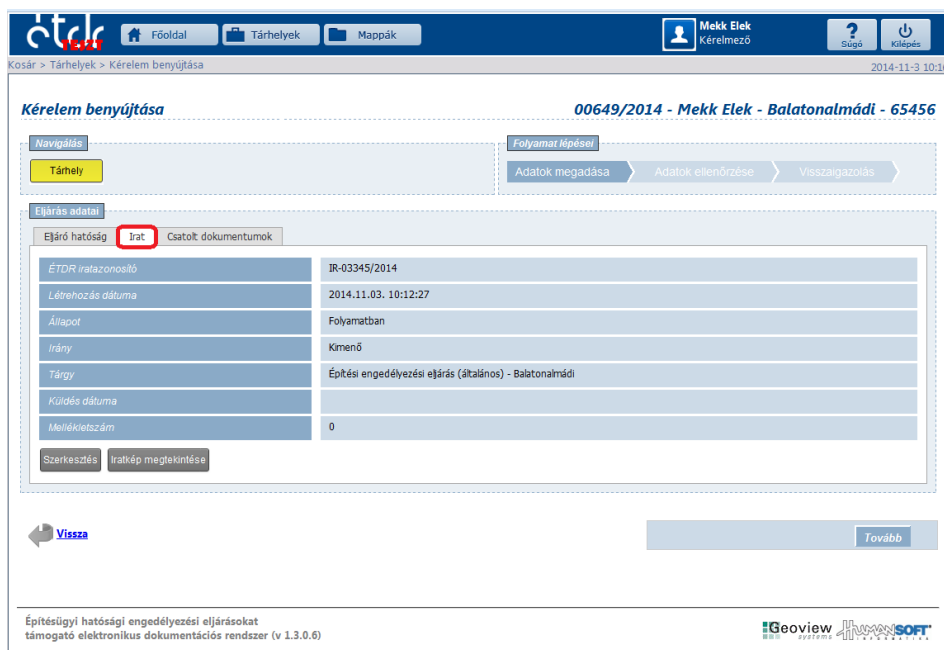 étdr
TESZT
Főoldal
Tárhelyek
Mappák
Mekk Elek
Kérelmező
?
Súgó
Kilépés
Kosár > Tárhelyek > Kérelem benyújtása
2014-11-3 10:16
Kérelem benyújtása
00649/2014 - Mekk Elek - Balatonalmádi - 65456
Navigálás
Tárhely
Folyamat lépései
Adatok megadása
Adatok ellenőrzése
Visszaigazolás
Eljárás adatai
Eljáró hatóság
Irat
Csatolt dokumentumok
ÉTDR iratazonosító
IR-03345/2014
Létrehozás dátuma
2014.11.03. 10:12:27
Állapot
Folyamatban
Irány
Kimenő
Tárgy
Építési engedélyezési eljárás (általános) - Balatonalmádi
Küldés dátuma
Mellékletszám
0
Szerkesztés
Iratkép megtekintése
Vissza
Tovább
Építésügyi hatósági engedélyezési eljárásokat
támogató elektronikus dokumentációs rendszer (v 1.3.0.6)
Geoview
systems
HUMANSOFT
INFORMATICA